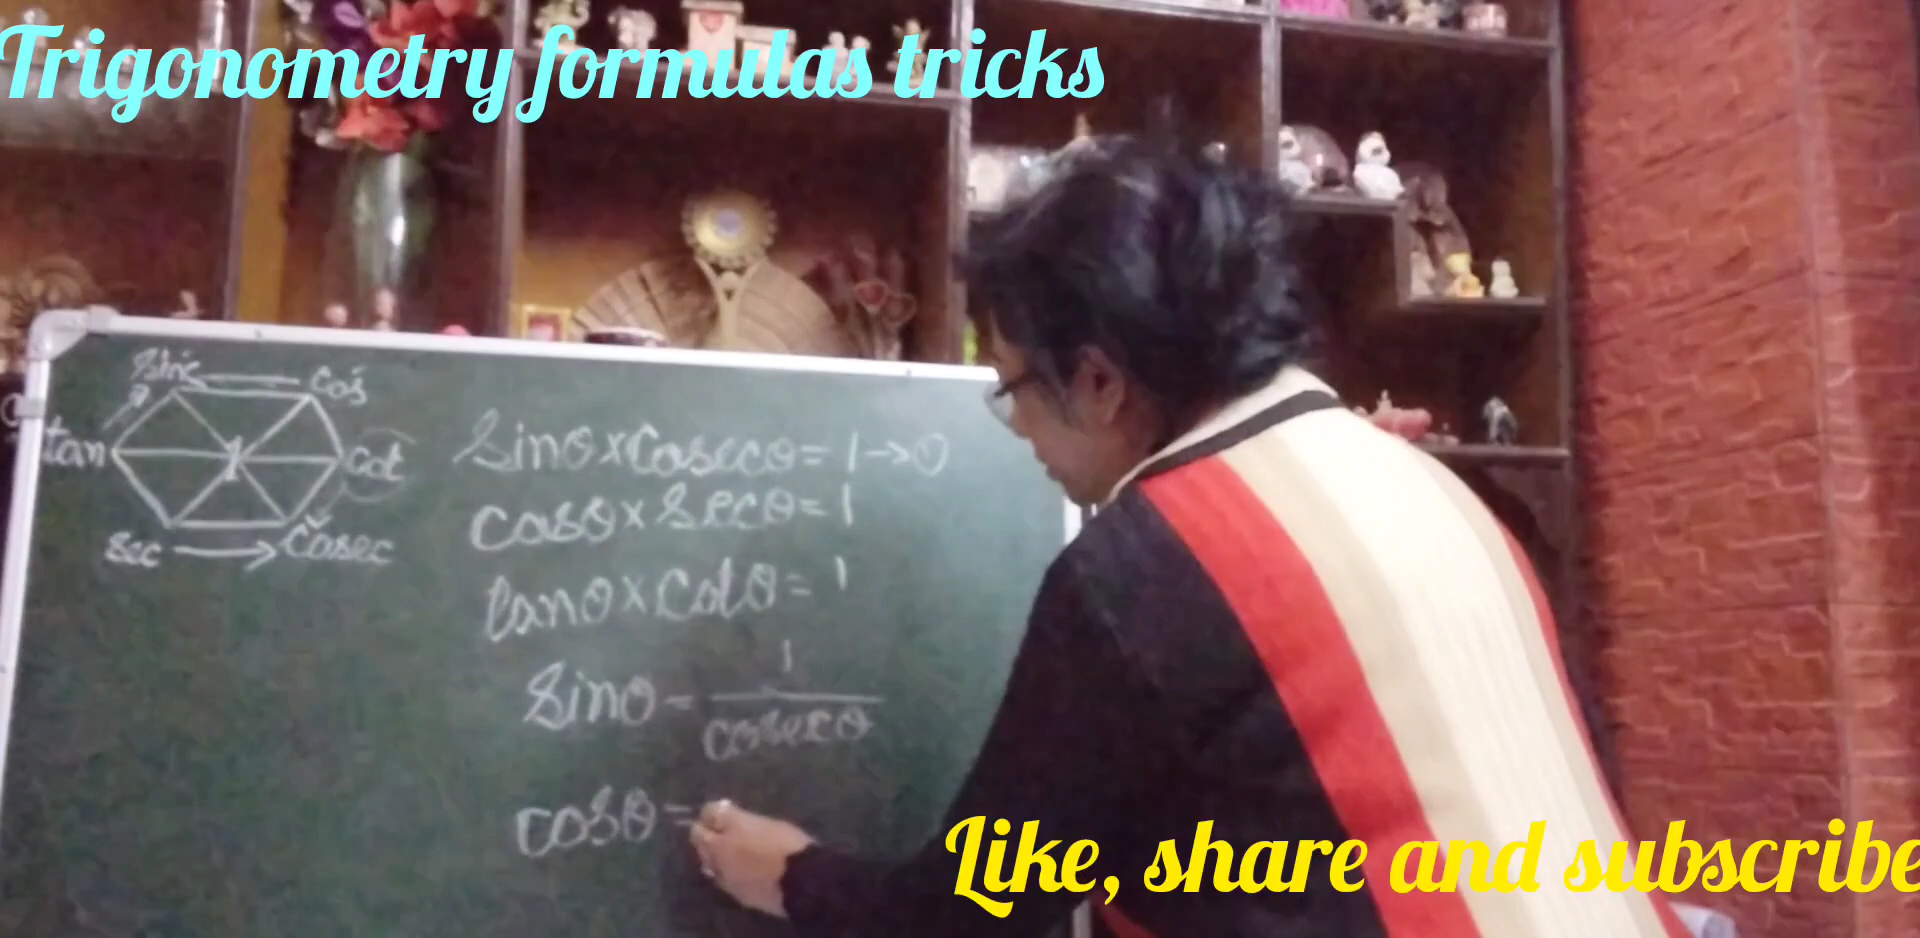 Trigonometry formulas tricks
sin cos
tan 1 cot
sec → cosec
sinθ × cosecθ = 1 → ①
cosθ × secθ = 1
tanθ × cotθ = 1
sinθ = 1
cosecθ
cosθ =
Like, share and subscribe